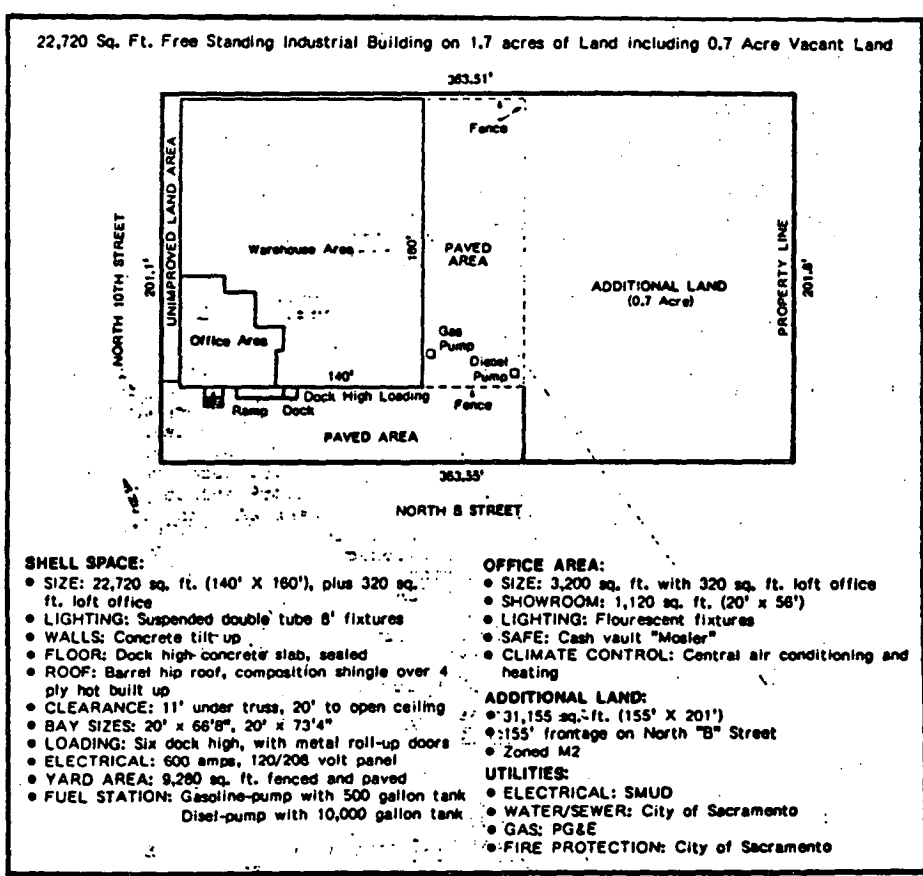 22,720 Sq. Ft. Free Standing Industrial Building on 1.7 acres of Land including 0.7 Acre Vacant Land
363.51'
Fence
NORTH 10TH STREET
201.1'
UNIMPROVED LAND AREA
Warehouse Area
160'
PAVED
AREA
ADDITIONAL LAND
(0.7 Acre)
PROPERTY LINE
201.8'
Office Area
Gas
Pump
Diesel
Pump
140'
Dock High Loading
Ramp Dock
Fence
PAVED AREA
363.55'
NORTH B STREET
SHELL SPACE:
• SIZE: 22,720 sq. ft. (140' X 160'), plus 320 sq.
ft. loft office
• LIGHTING: Suspended double tube 8' fixtures
• WALLS: Concrete tilt-up
• FLOOR: Dock high concrete slab, sealed
• ROOF: Barrel hip roof, composition shingle over 4
ply hot built up
• CLEARANCE: 11' under truss, 20' to open ceiling
• BAY SIZES: 20' x 66'8", 20' x 73'4"
• LOADING: Six dock high, with metal roll-up doors
• ELECTRICAL: 600 amps, 120/208 volt panel
• YARD AREA: 9,280 sq. ft. fenced and paved
• FUEL STATION: Gasoline-pump with 500 gallon tank
Disel-pump with 10,000 gallon tank
OFFICE AREA:
• SIZE: 3,200 sq. ft. with 320 sq. ft. loft office
• SHOWROOM: 1,120 sq. ft. (20' x 56')
• LIGHTING: Flourescent fixtures
• SAFE: Cash vault "Mosler"
• CLIMATE CONTROL: Central air conditioning and
heating
ADDITIONAL LAND:
• 31,155 sq. ft. (155' X 201')
• 155' frontage on North "B" Street
• Zoned M2
UTILITIES:
• ELECTRICAL: SMUD
• WATER/SEWER: City of Sacramento
• GAS: PG&E
• FIRE PROTECTION: City of Sacramento